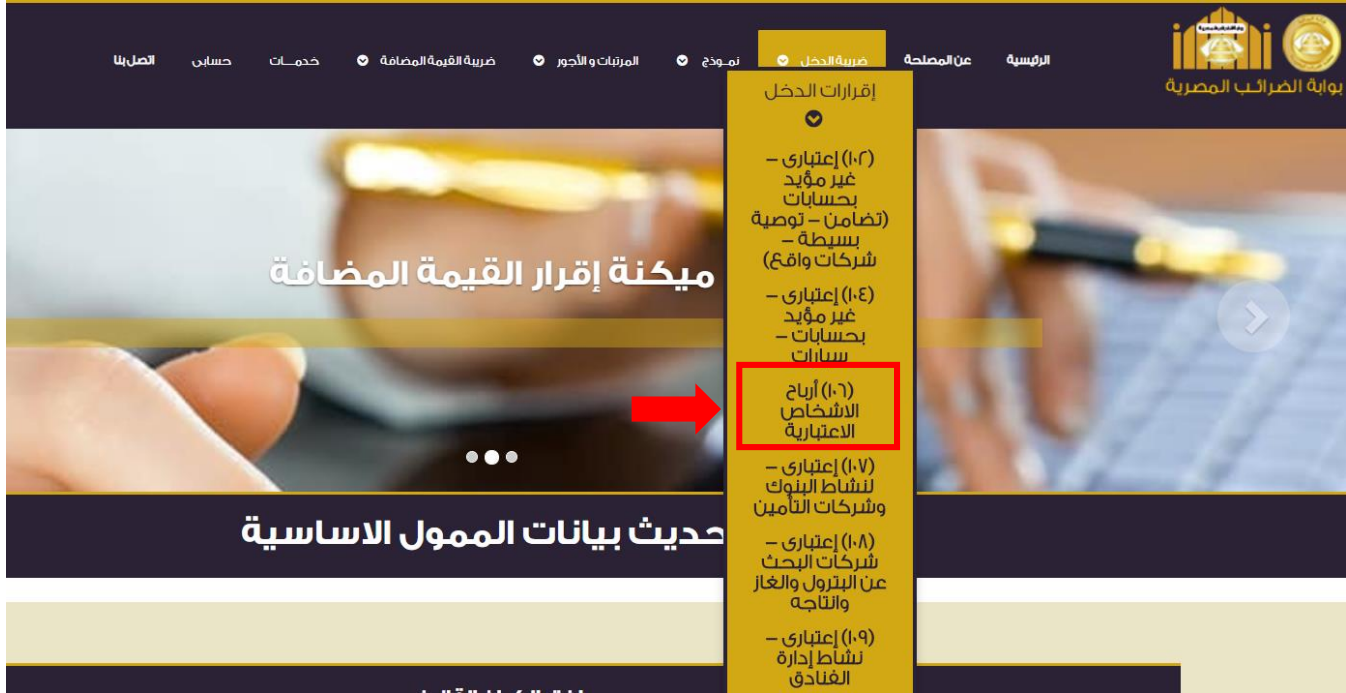 بوابة الضرائب المصرية
الرئيسية
عن المصلحة
ضريبة الدخل
نمـوذج
المرتبات و الأجور
ضريبة القيمة المضافة
خدمـــات
حسابى
اتصل بنا
إقرارات الدخل
(١٠٢) إعتبارى –
غير مؤيد
بحسابات
(تضامن – توصية
بسيطة –
شركات واقع)
(١٠٤) إعتبارى –
غير مؤيد
بحسابات –
سيارات
(١٠٦) أرباح
الاشخاص
الاعتبارية
(١٠٧) إعتبارى –
لنشاط البنوك
وشركات التأمين
(١٠٨) إعتبارى –
شركات البحث
عن البترول والغاز
وانتاجه
(١٠٩) إعتبارى –
نشاط إدارة
الفنادق
ميكنة إقرار القيمة المضافة
حديث بيانات الممول الاساسية